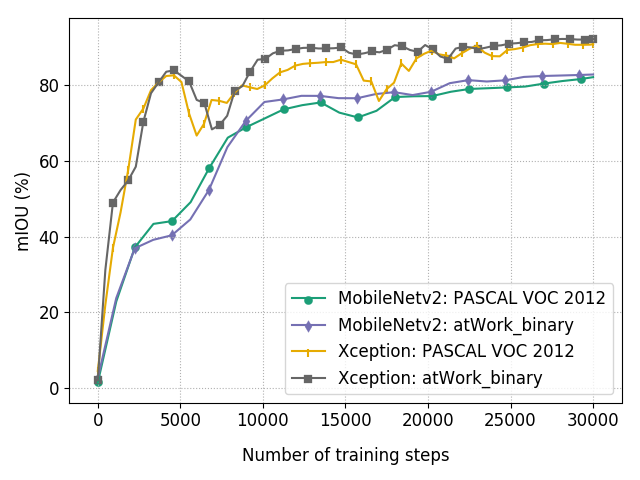 mIOU (%)
80
60
40
20
0
MobileNetv2: PASCAL VOC 2012
MobileNetv2: atWork_binary
Xception: PASCAL VOC 2012
Xception: atWork_binary
0 5000 10000 15000 20000 25000 30000
Number of training steps